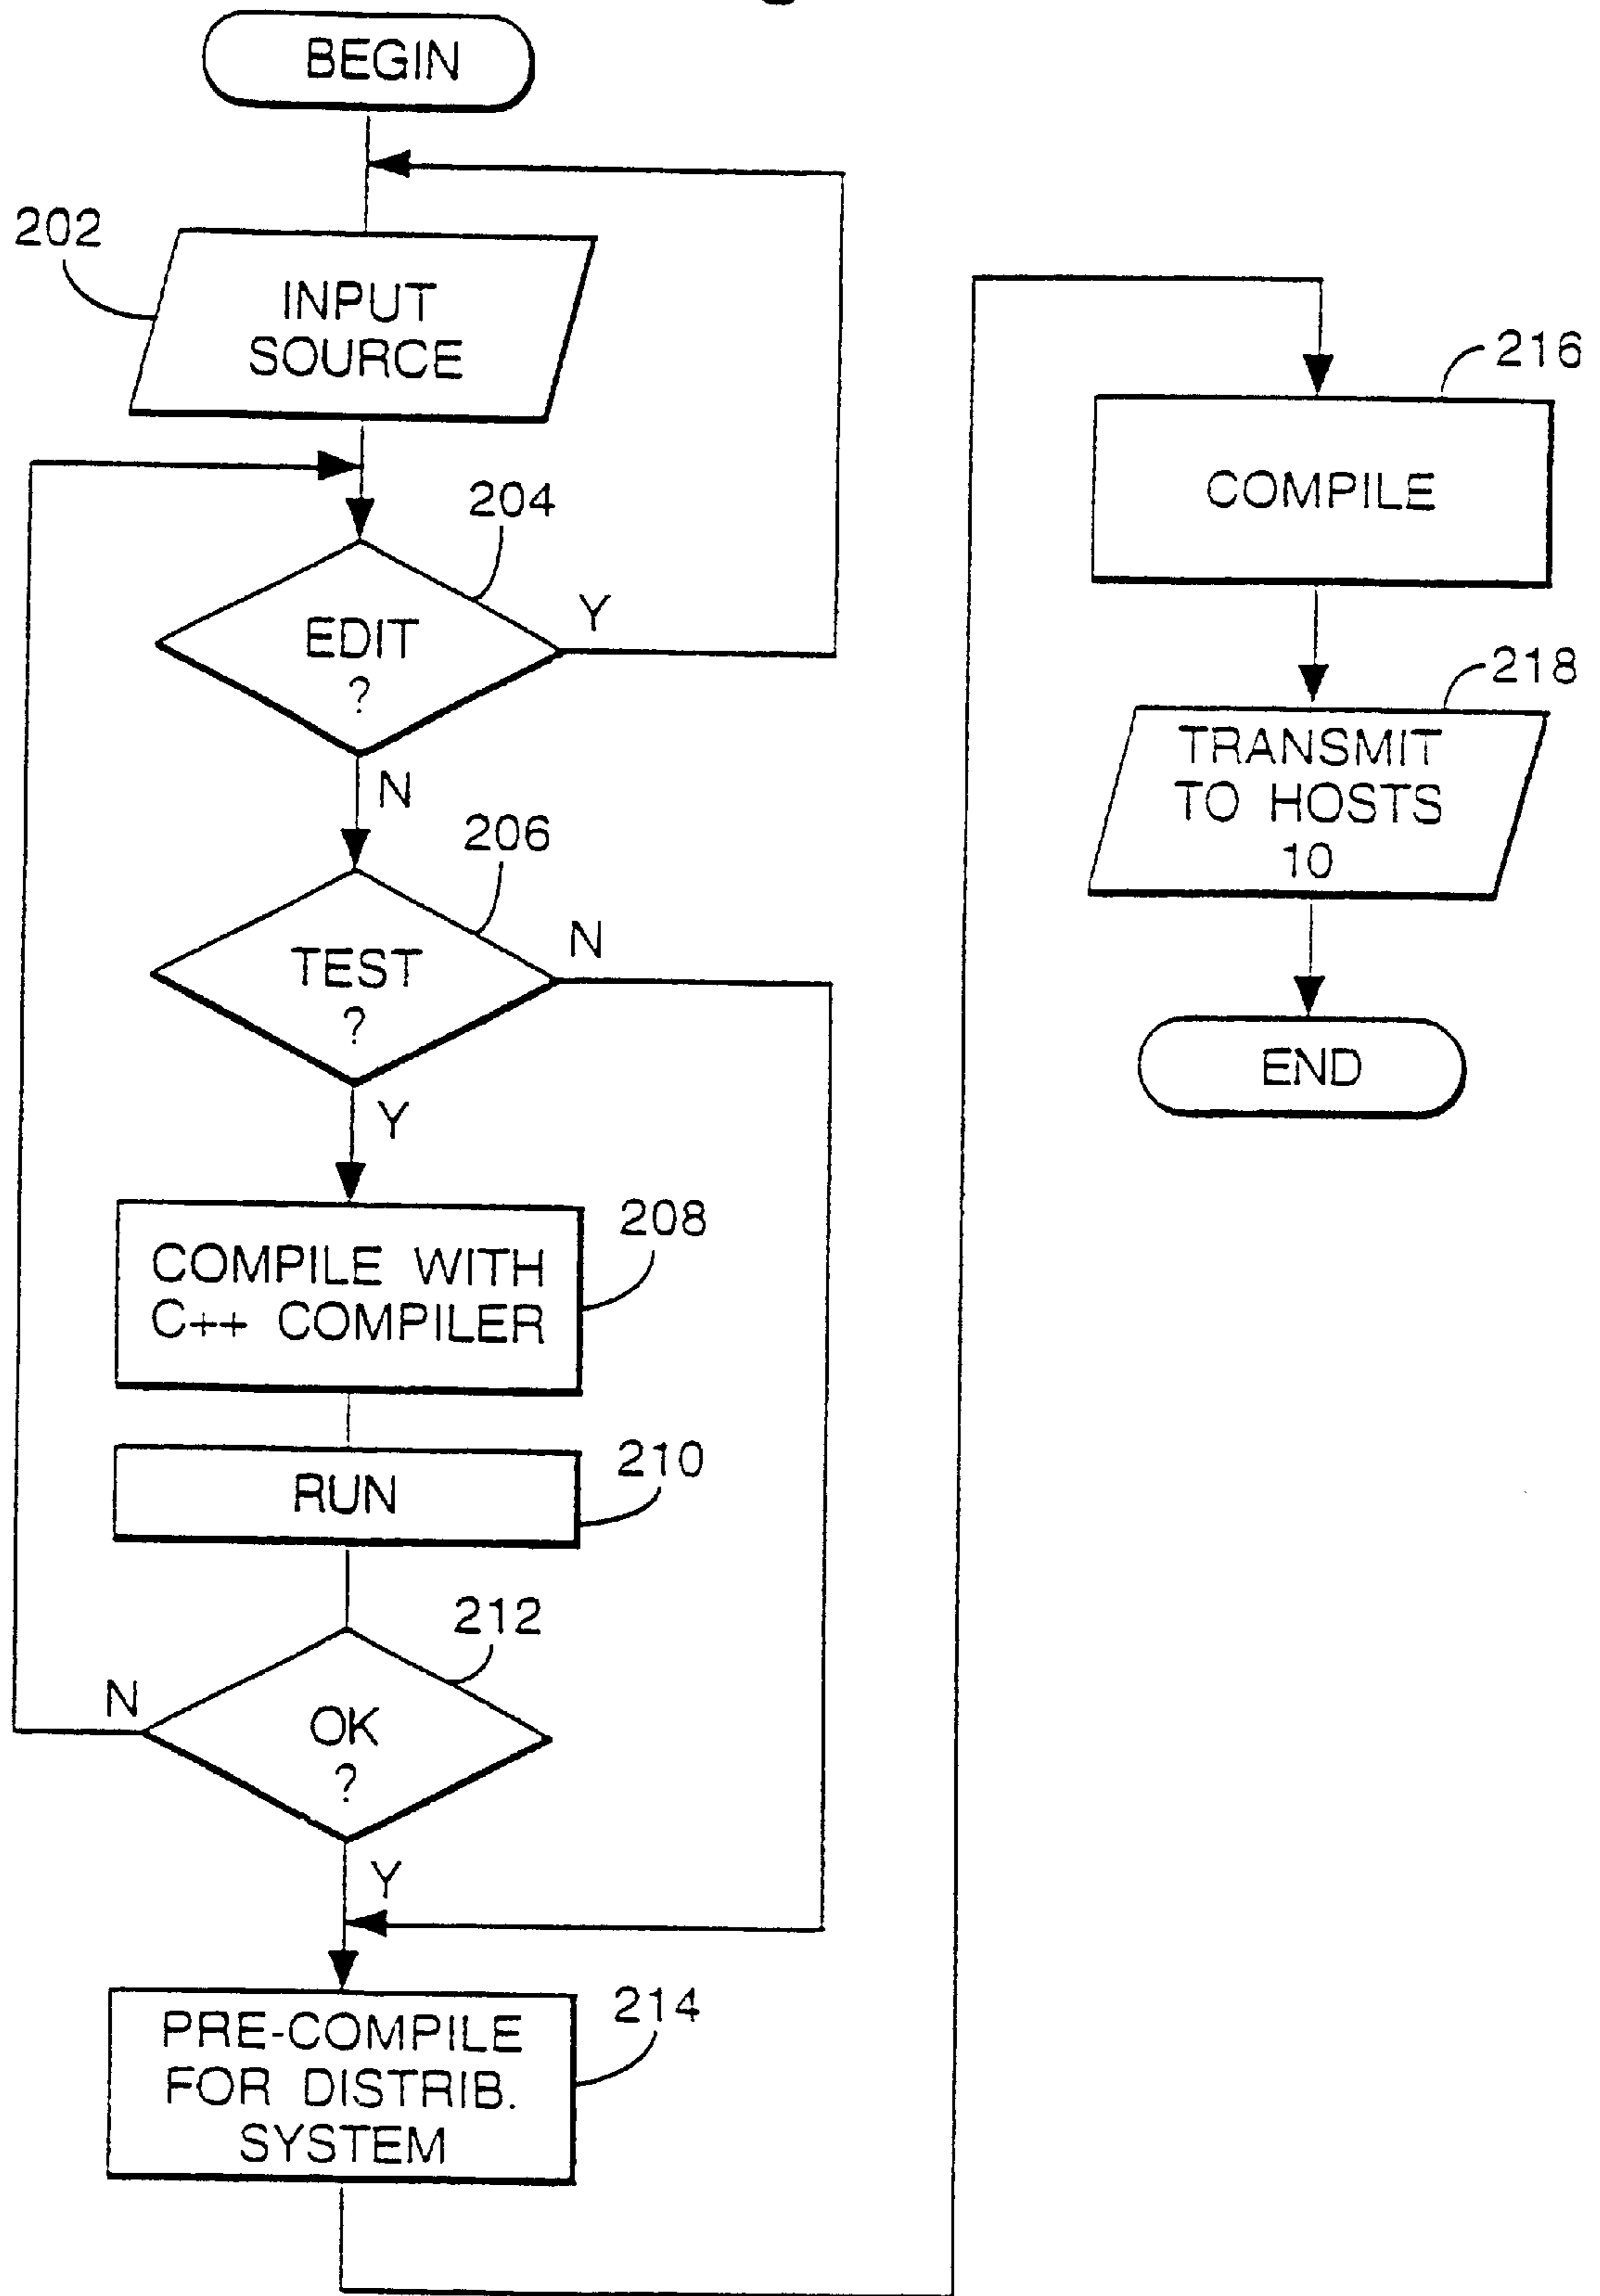 BEGIN
202
INPUT
SOURCE
204
EDIT
?
Y
N
206
TEST
?
N
Y
208
COMPILE WITH
C++ COMPILER
210
RUN
212
OK
?
N
Y
214
PRE-COMPILE
FOR DISTRIB.
SYSTEM
216
COMPILE
218
TRANSMIT
TO HOSTS
10
END